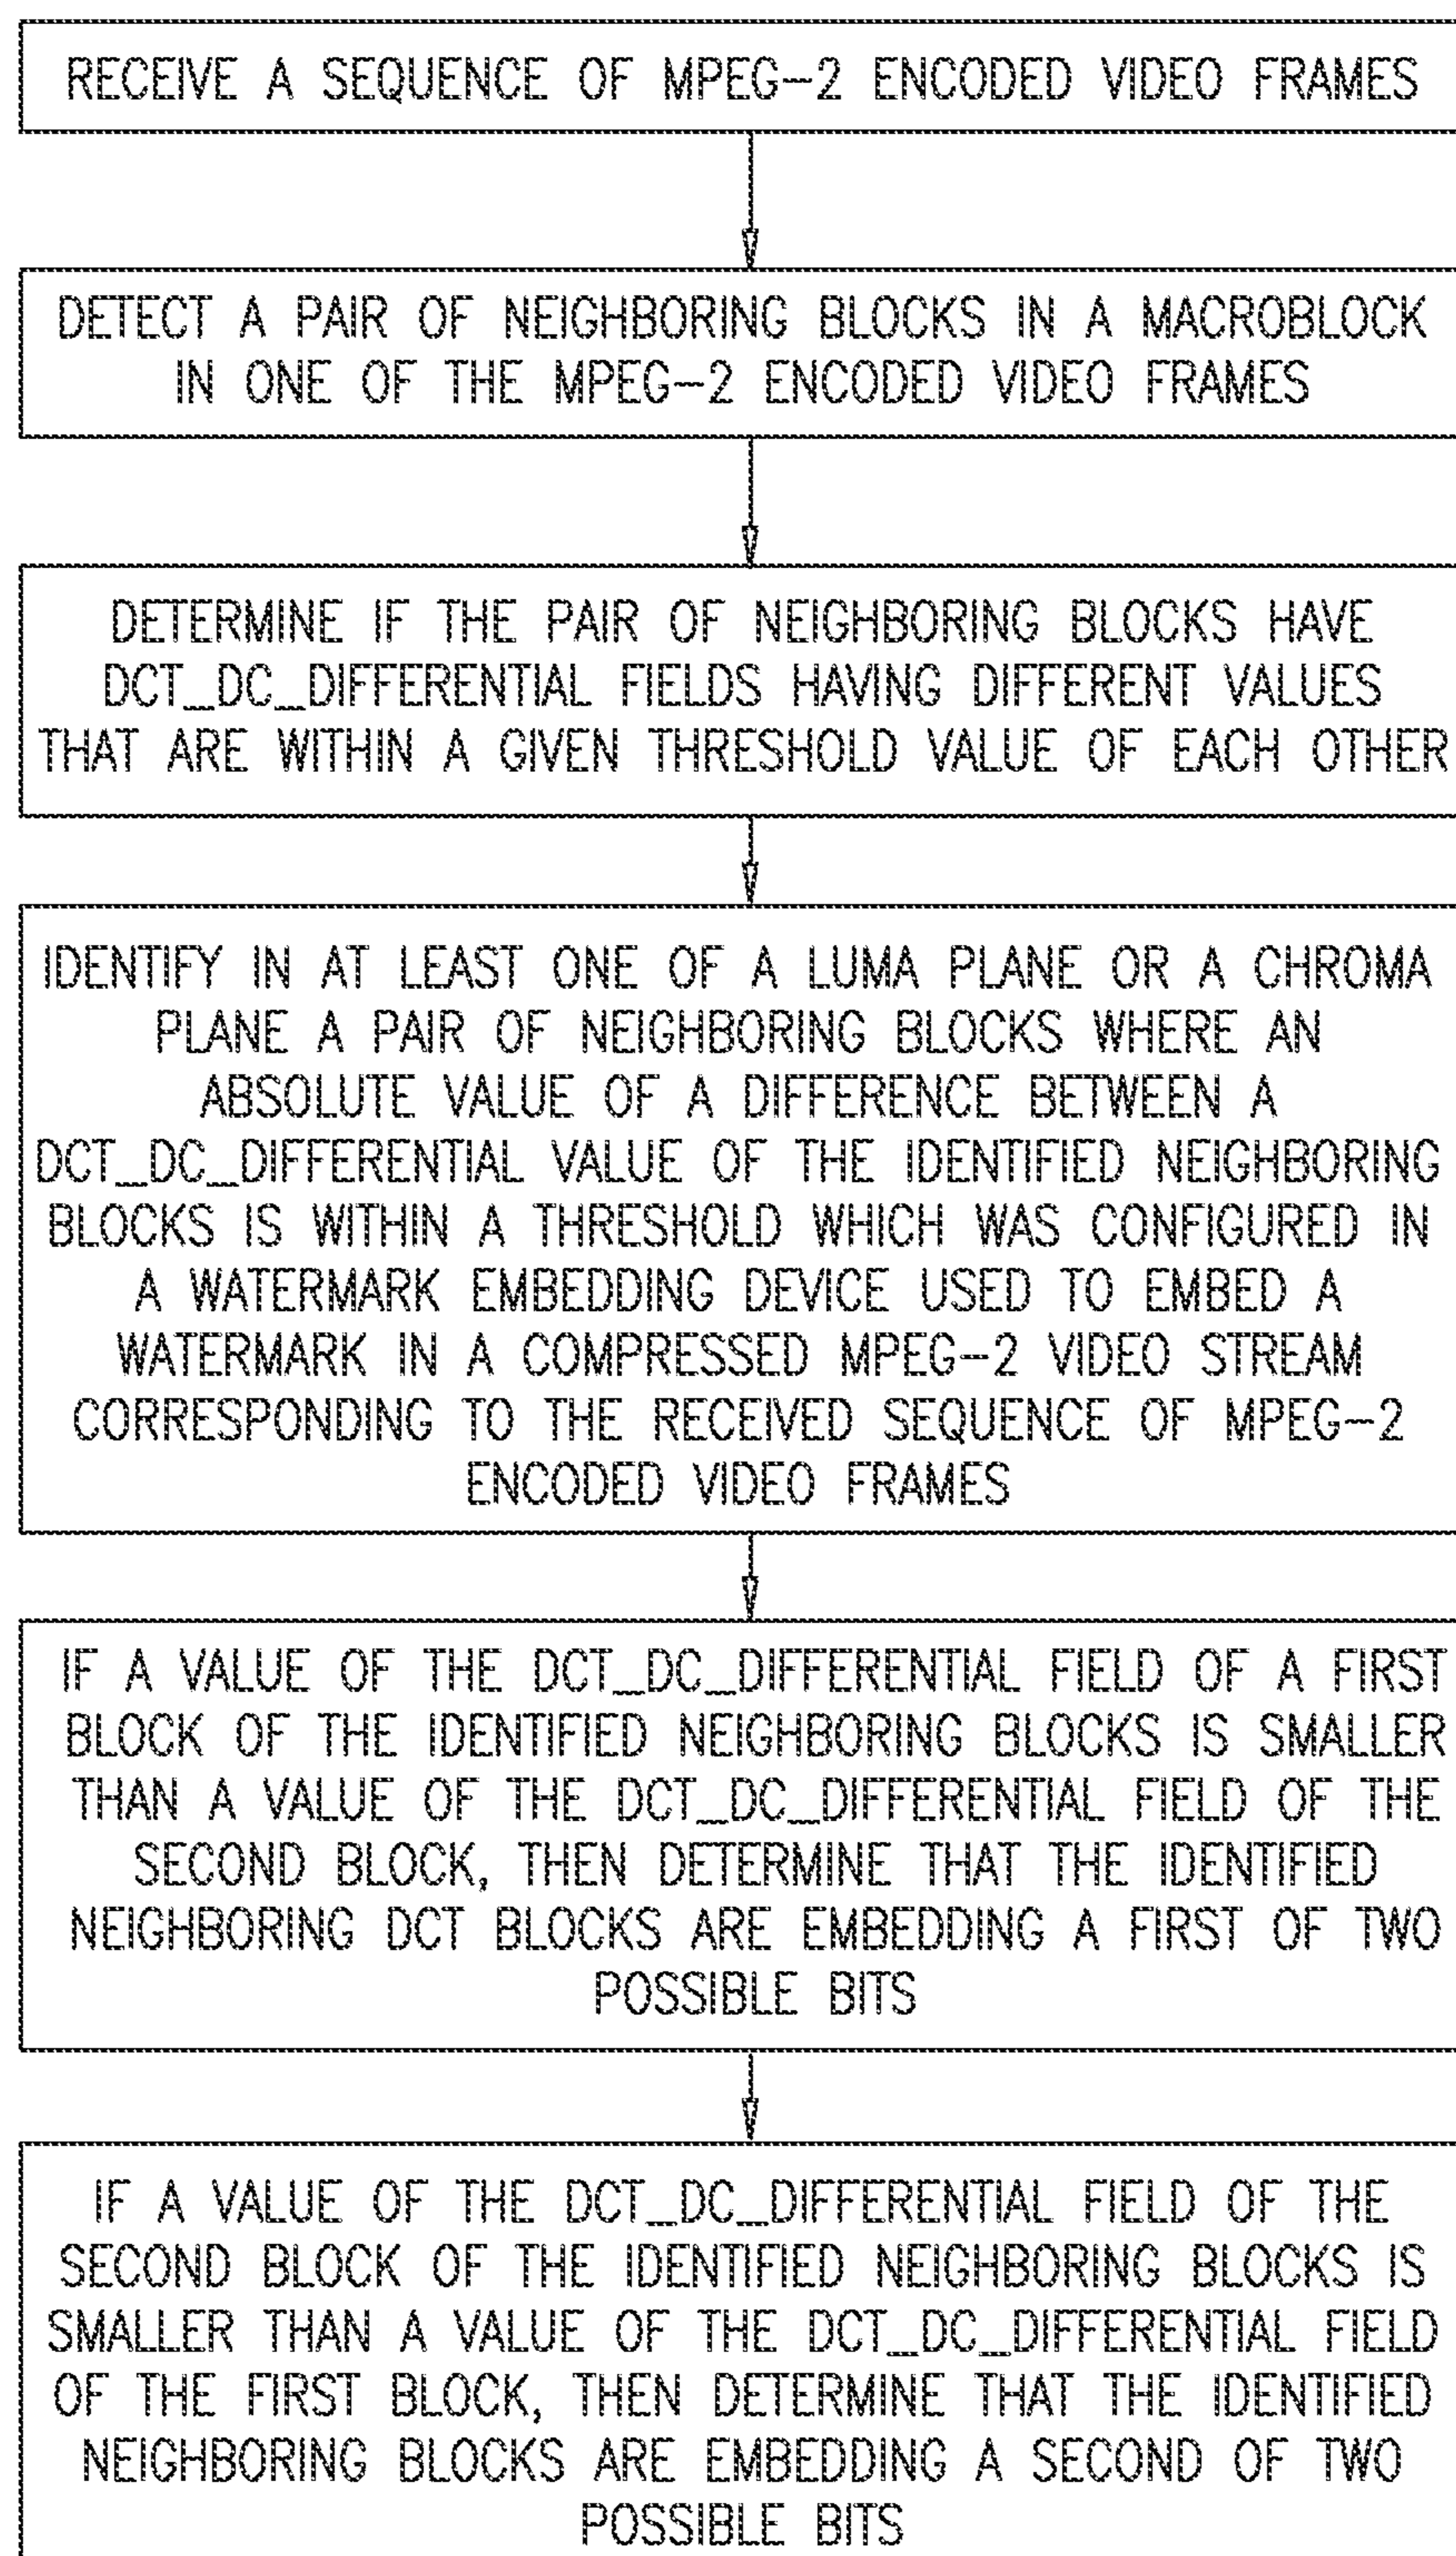 RECEIVE A SEQUENCE OF MPEG-2 ENCODED VIDEO FRAMES
DETECT A PAIR OF NEIGHBORING BLOCKS IN A MACROBLOCK
IN ONE OF THE MPEG-2 ENCODED VIDEO FRAMES
DETERMINE IF THE PAIR OF NEIGHBORING BLOCKS HAVE
DCT_DC_DIFFERENTIAL FIELDS HAVING DIFFERENT VALUES
THAT ARE WITHIN A GIVEN THRESHOLD VALUE OF EACH OTHER
IDENTIFY IN AT LEAST ONE OF A LUMA PLANE OR A CHROMA
PLANE A PAIR OF NEIGHBORING BLOCKS WHERE AN
ABSOLUTE VALUE OF A DIFFERENCE BETWEEN A
DCT_DC_DIFFERENTIAL VALUE OF THE IDENTIFIED NEIGHBORING
BLOCKS IS WITHIN A THRESHOLD WHICH WAS CONFIGURED IN
A WATERMARK EMBEDDING DEVICE USED TO EMBED A
WATERMARK IN A COMPRESSED MPEG-2 VIDEO STREAM
CORRESPONDING TO THE RECEIVED SEQUENCE OF MPEG-2
ENCODED VIDEO FRAMES
IF A VALUE OF THE DCT_DC_DIFFERENTIAL FIELD OF A FIRST
BLOCK OF THE IDENTIFIED NEIGHBORING BLOCKS IS SMALLER
THAN A VALUE OF THE DCT_DC_DIFFERENTIAL FIELD OF THE
SECOND BLOCK, THEN DETERMINE THAT THE IDENTIFIED
NEIGHBORING DCT BLOCKS ARE EMBEDDING A FIRST OF TWO
POSSIBLE BITS
IF A VALUE OF THE DCT_DC_DIFFERENTIAL FIELD OF THE
SECOND BLOCK OF THE IDENTIFIED NEIGHBORING BLOCKS IS
SMALLER THAN A VALUE OF THE DCT_DC_DIFFERENTIAL FIELD
OF THE FIRST BLOCK, THEN DETERMINE THAT THE IDENTIFIED
NEIGHBORING BLOCKS ARE EMBEDDING A SECOND OF TWO
POSSIBLE BITS